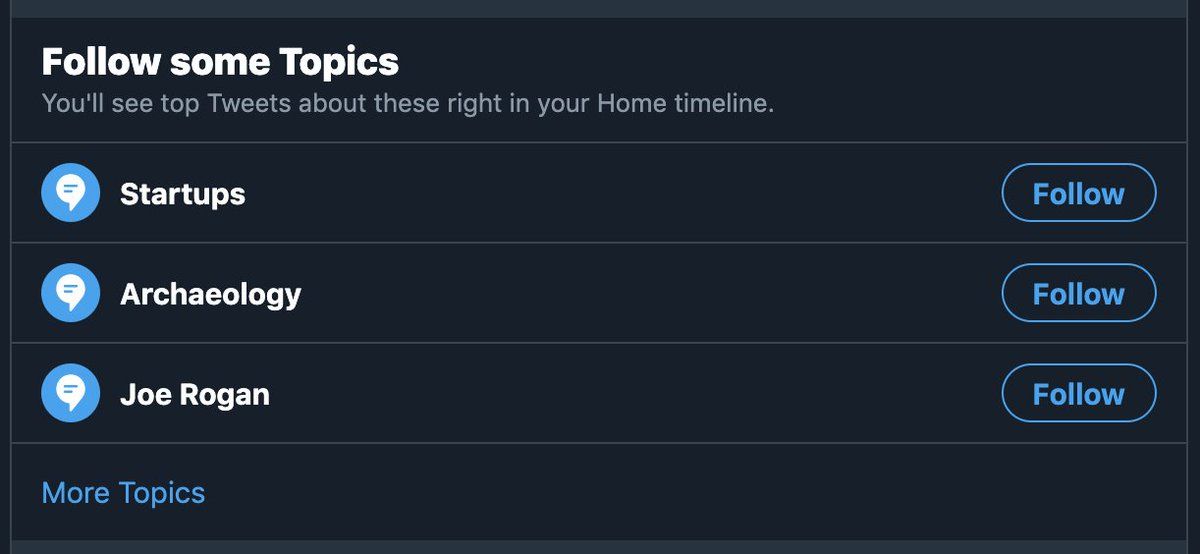 Follow some Topics
You'll see top Tweets about these right in your Home timeline.
Startups
Follow
Archaeology
Follow
Joe Rogan
Follow
More Topics